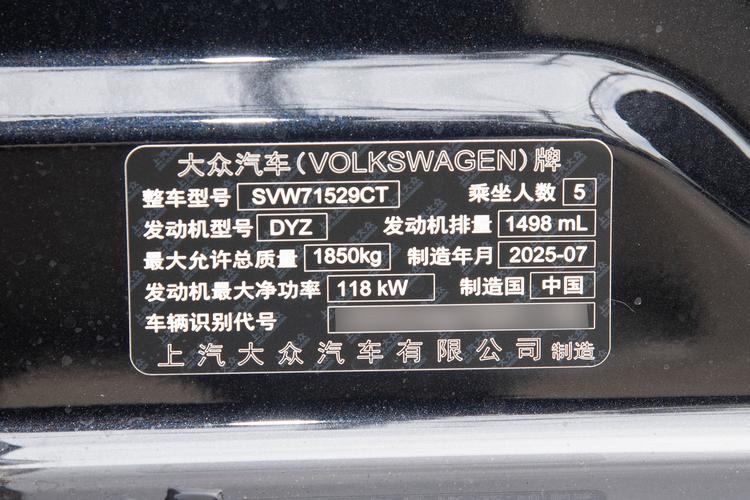 大众汽车(VOLKSWAGEN)牌
整车型号 SVW71529CT 乘坐人数 5
发动机型号 DYZ 发动机排量 1498 mL
最大允许总质量 1850kg 制造年月 2025-07
发动机最大净功率 118 kW 制造国 中国
车辆识别代号
上汽大众汽车有限公司 制造